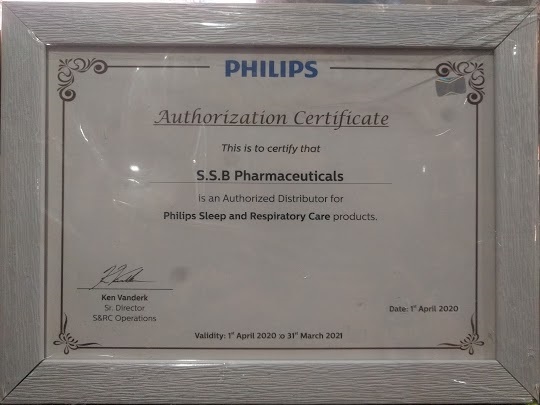 PHILIPS
Authorization Certificate
This is to certify that
S.S.B Pharmaceuticals
is an Authorized Distributor for
Philips Sleep and Respiratory Care products.
Ken Vanderk
Sr. Director
S&RC Operations
Date: 1st April 2020
Validity: 1st April 2020 to 31st March 2021